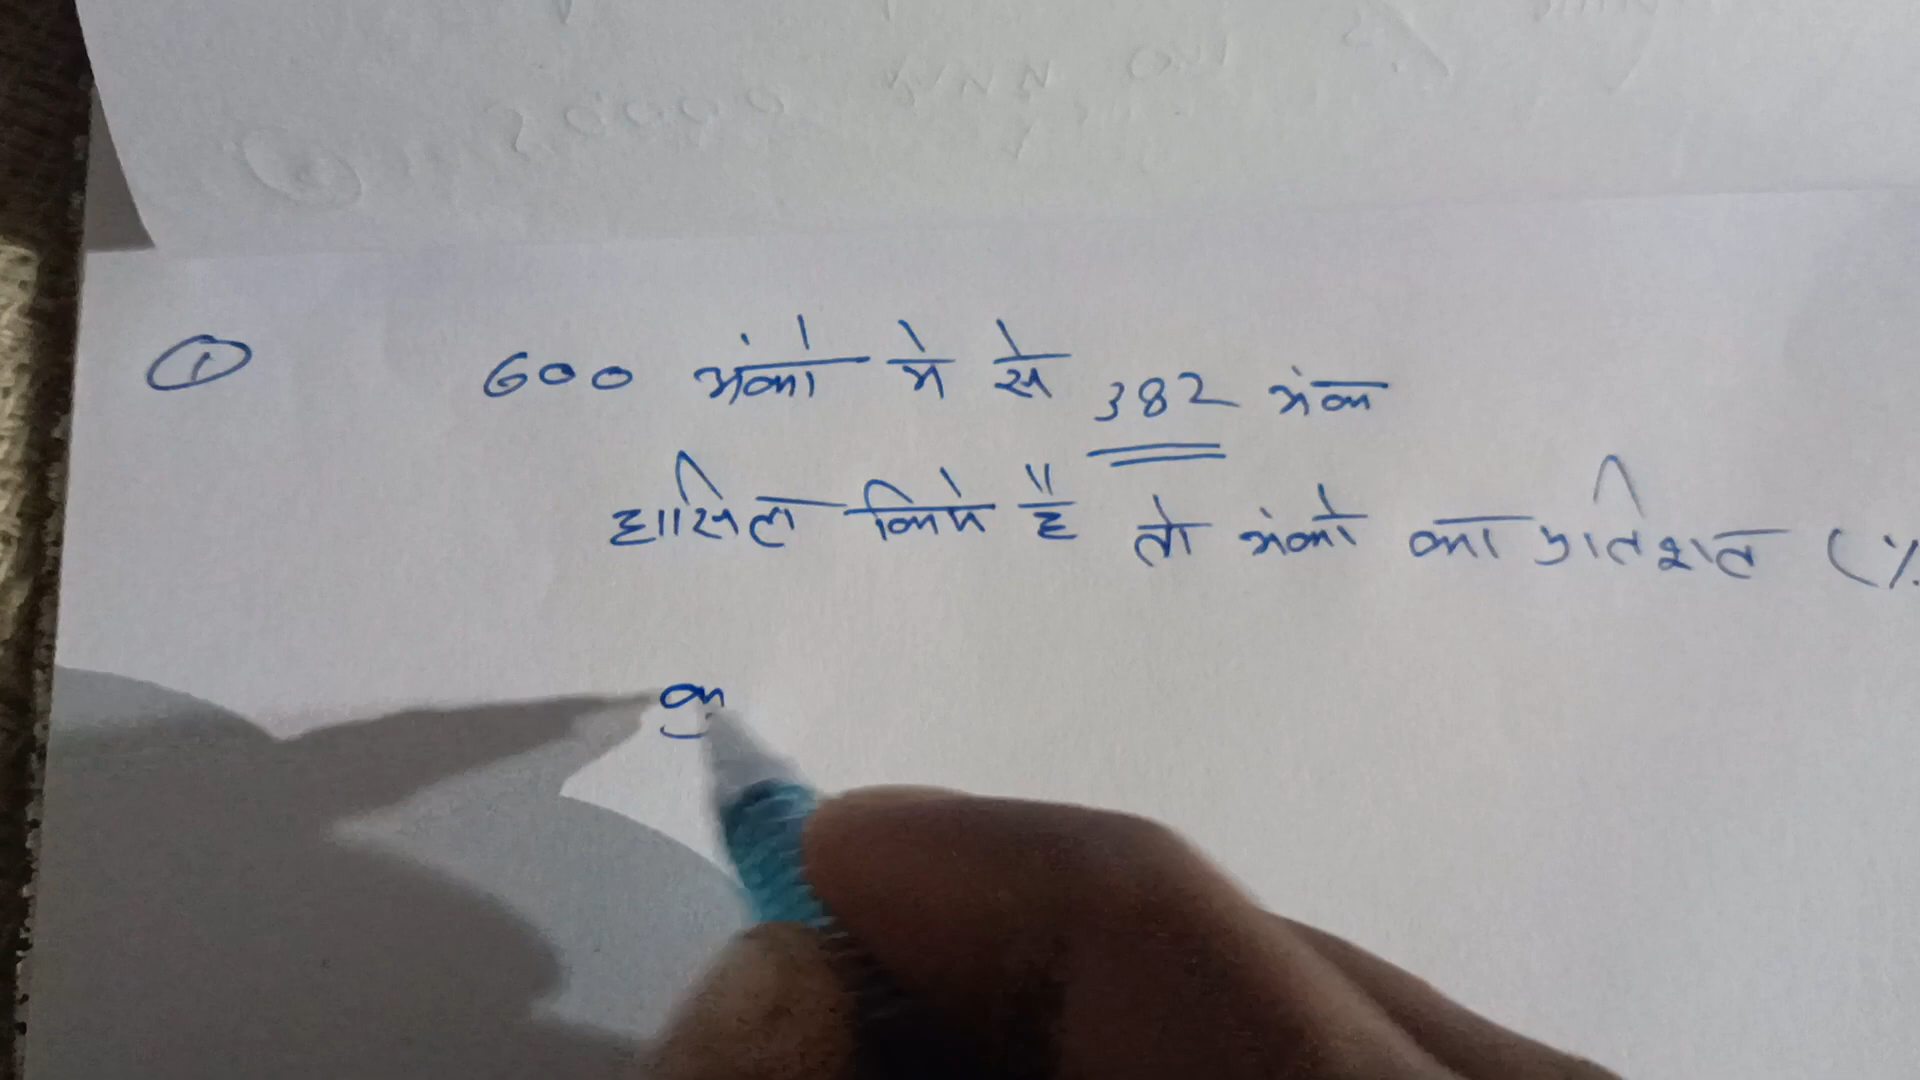 ① 600 अंको मे से 382 अंक
हासिल किये है तो अंको का प्रतिशत (%
कु